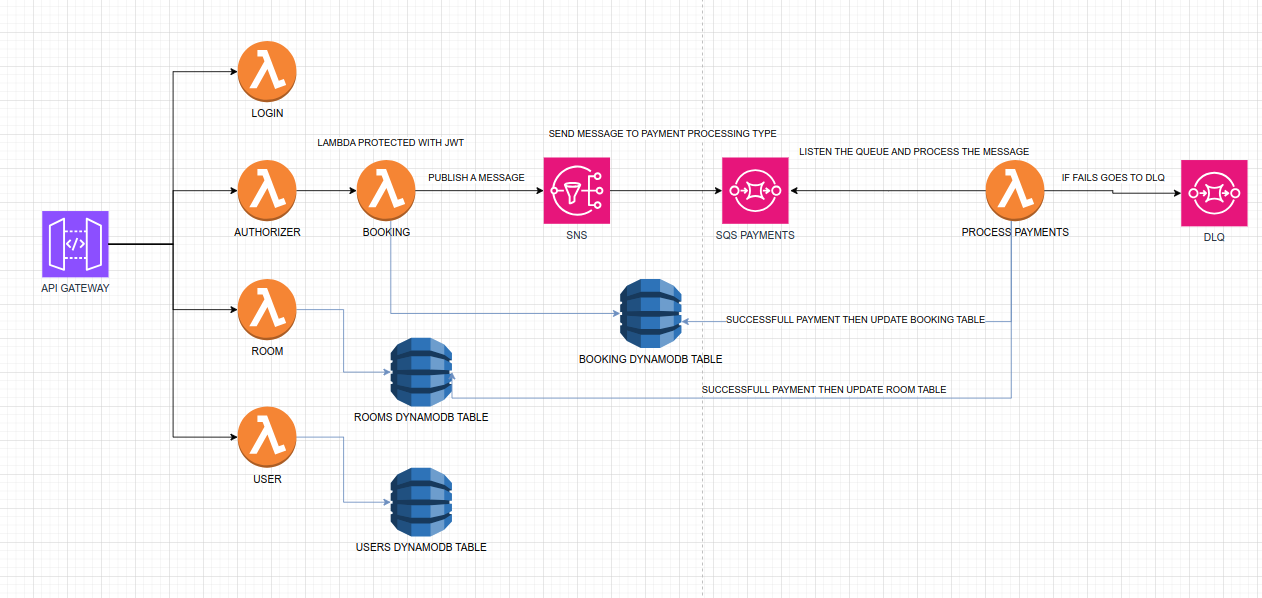 LOGIN
SEND MESSAGE TO PAYMENT PROCESSING TYPE
LAMBDA PROTECTED WITH JWT
LISTEN THE QUEUE AND PROCESS THE MESSAGE
PUBLISH A MESSAGE
IF FAILS GOES TO DLQ
AUTHORIZER
BOOKING
SNS
SQS PAYMENTS
PROCESS PAYMENTS
DLQ
</>
API GATEWAY
SUCCESSFULL PAYMENT THEN UPDATE BOOKING TABLE
ROOM
BOOKING DYNAMODB TABLE
SUCCESSFULL PAYMENT THEN UPDATE ROOM TABLE
ROOMS DYNAMODB TABLE
USER
USERS DYNAMODB TABLE